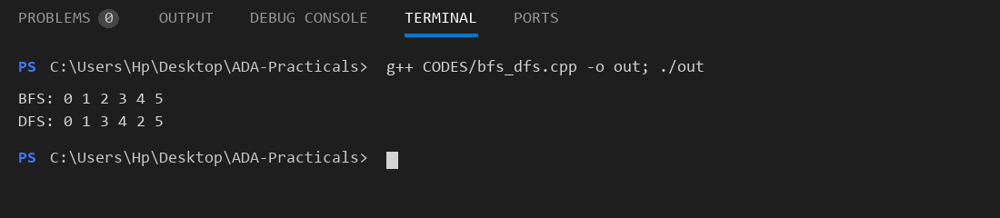 PROBLEMS 0 OUTPUT DEBUG CONSOLE TERMINAL PORTS
PS C:\Users\Hp\Desktop\ADA-Practicals> g++ CODES/bfs_dfs.cpp -o out; ./out
BFS: 0 1 2 3 4 5
DFS: 0 1 3 4 2 5
PS C:\Users\Hp\Desktop\ADA-Practicals>